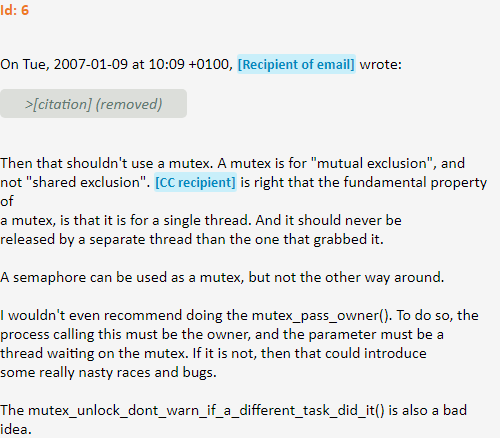 Id: 6
On Tue, 2007-01-09 at 10:09 +0100, [Recipient of email] wrote:
>[citation] (removed)
Then that shouldn't use a mutex. A mutex is for "mutual exclusion", and
not "shared exclusion". [CC recipient] is right that the fundamental property
of
a mutex, is that it is for a single thread. And it should never be
released by a separate thread than the one that grabbed it.
A semaphore can be used as a mutex, but not the other way around.
I wouldn't even recommend doing the mutex_pass_owner(). To do so, the
process calling this must be the owner, and the parameter must be a
thread waiting on the mutex. If it is not, then that could introduce
some really nasty races and bugs.
The mutex_unlock_dont_warn_if_a_different_task_did_it() is also a bad
idea.